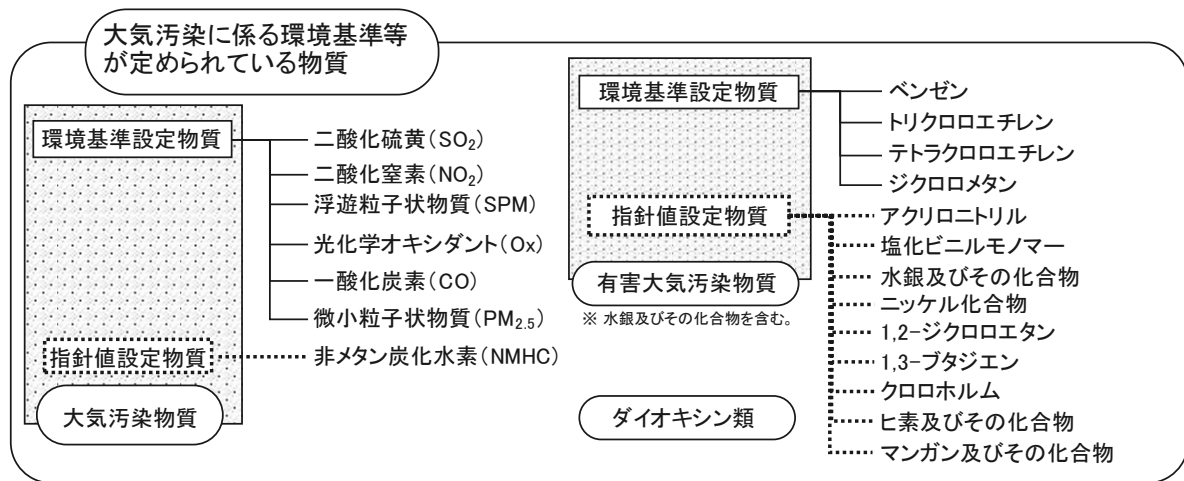 大気汚染に係る環境基準等
が定められている物質
環境基準設定物質
二酸化硫黄(SO₂)
二酸化窒素(NO₂)
浮遊粒子状物質(SPM)
光化学オキシダント(Ox)
一酸化炭素(CO)
微小粒子状物質(PM₂.₅)
指針値設定物質
非メタン炭化水素(NMHC)
大気汚染物質
環境基準設定物質
ベンゼン
トリクロロエチレン
テトラクロロエチレン
ジクロロメタン
指針値設定物質
アクリロニトリル
塩化ビニルモノマー
水銀及びその化合物
ニッケル化合物
1,2-ジクロロエタン
1,3-ブタジエン
クロロホルム
ヒ素及びその化合物
マンガン及びその化合物
有害大気汚染物質
※ 水銀及びその化合物を含む。
ダイオキシン類